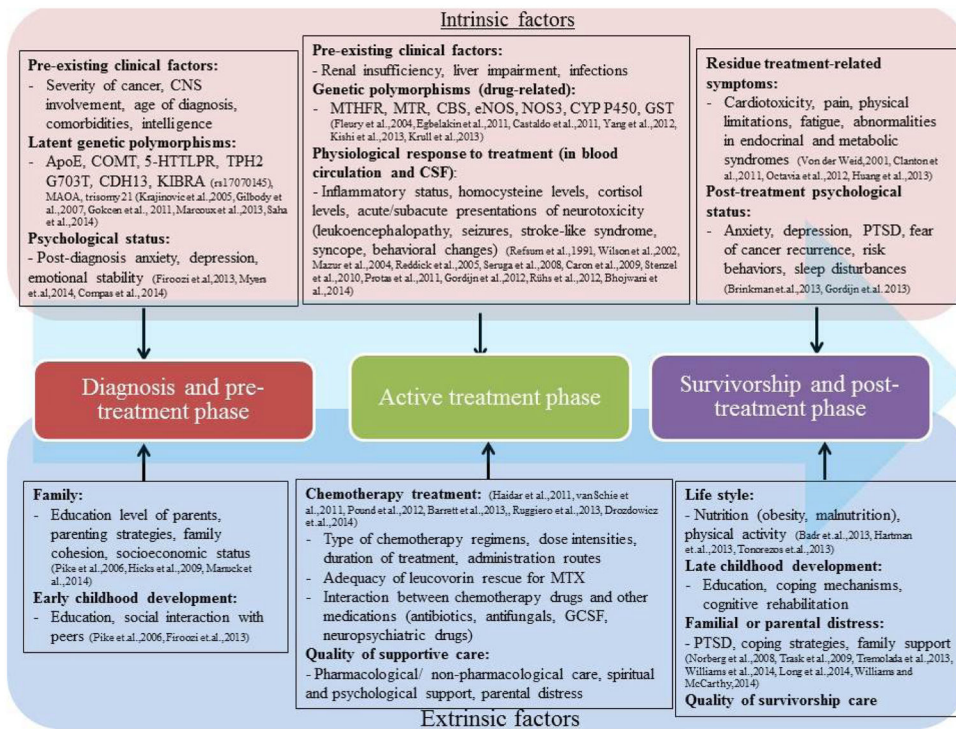 Intrinsic factors
Pre-existing clinical factors:
- Severity of cancer, CNS
involvement, age of diagnosis,
comorbidities, intelligence
Latent genetic polymorphisms:
- ApoE, COMT, 5-HTTLPR, TPH2
G703T, CDH13, KIBRA (rs17070145),
MAOA, trisomy 21 (Krajinovic et al.,2005, Gilbody
et al.,2007, Gokcen et al., 2011, Marcoux et al.,2013, Saha
et al.,2014)
Psychological status:
- Post-diagnosis anxiety, depression,
emotional stability (Firoozi et al,2013, Myers
et.al,2014, Compas et al., 2014)
Pre-existing clinical factors:
- Renal insufficiency, liver impairment, infections
Genetic polymorphisms (drug-related):
- MTHFR, MTR, CBS, eNOS, NOS3, CYP P450, GST
(Fleury et al.,2004, Egbelakin et al.,2011, Castaldo et al.,2011, Yang et al.,2012,
Kishi et al.,2013, Krull et al.,2013)
Physiological response to treatment (in blood
circulation and CSF):
- Inflammatory status, homocysteine levels, cortisol
levels, acute/subacute presentations of neurotoxicity
(leukoencephalopathy, seizures, stroke-like syndrome,
syncope, behavioral changes) (Refsum et al.,1991, Wilson et al.,2002,
Mazur et al.,2004, Reddick et al.,2005, Seruga et al.,2008, Caron et al.,2009, Stenzel
et al.,2010, Protas et al.,2011, Gordijn et al.,2012, Rühs et al.,2012, Bhojwani et
al.,2014)
Residue treatment-related
symptoms:
- Cardiotoxicity, pain, physical
limitations, fatigue, abnormalities
in endocrinal and metabolic
syndromes (Von der Weid,2001, Clanton et
al.,2011, Octavia et al.,2012, Huang et al.,2013)
Post-treatment psychological
status:
- Anxiety, depression, PTSD, fear
of cancer recurrence, risk
behaviors, sleep disturbances
(Brinkman et.al.,2013, Gordijn et.al. 2013)
Diagnosis and pre-
treatment phase
Active treatment phase
Survivorship and post-
treatment phase
Family:
- Education level of parents,
parenting strategies, family
cohesion, socioeconomic status
(Pike et al.,2006, Hicks et al.,2009, Marruck et
al.,2014)
Early childhood development:
- Education, social interaction with
peers (Pike et al.,2006, Firoozi et al.,2013)
Chemotherapy treatment: (Haidar et al.,2011, van Schie et
al.,2011, Pound et al.,2012, Barrett et al.,2013,, Ruggiero et al.,2013, Drozdowicz
et.al.,2014)
- Type of chemotherapy regimens, dose intensities,
duration of treatment, administration routes
- Adequacy of leucovorin rescue for MTX
- Interaction between chemotherapy drugs and other
medications (antibiotics, antifungals, GCSF,
neuropsychiatric drugs)
Quality of supportive care:
- Pharmacological/ non-pharmacological care, spiritual
and psychological support, parental distress
Life style:
- Nutrition (obesity, malnutrition),
physical activity (Badr et al.,2013, Hartman
et al.,2013, Tonorezos et al.,2013)
Late childhood development:
- Education, coping mechanisms,
cognitive rehabilitation
Familial or parental distress:
- PTSD, coping strategies, family support
(Norberg et al.,2008, Trask et al.,2009, Tremolada et al.,2013,
Williams et al.,2014, Long et al.,2014, Williams and
McCarthy,2014)
Quality of survivorship care
Extrinsic factors